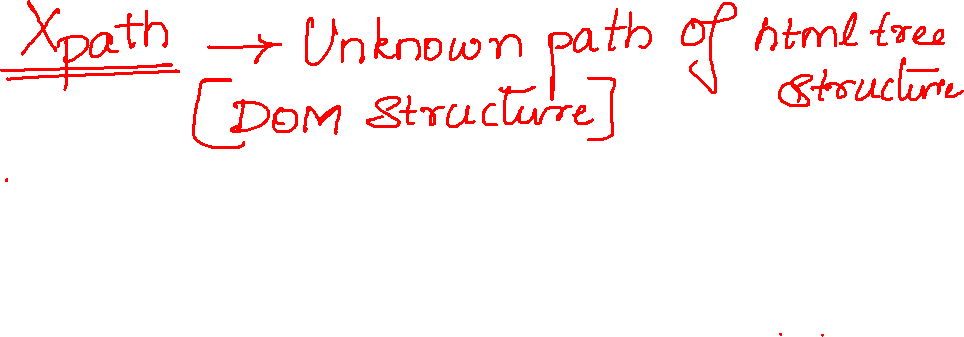 Xpath → Unknown path of html tree structure
[DOM structure]